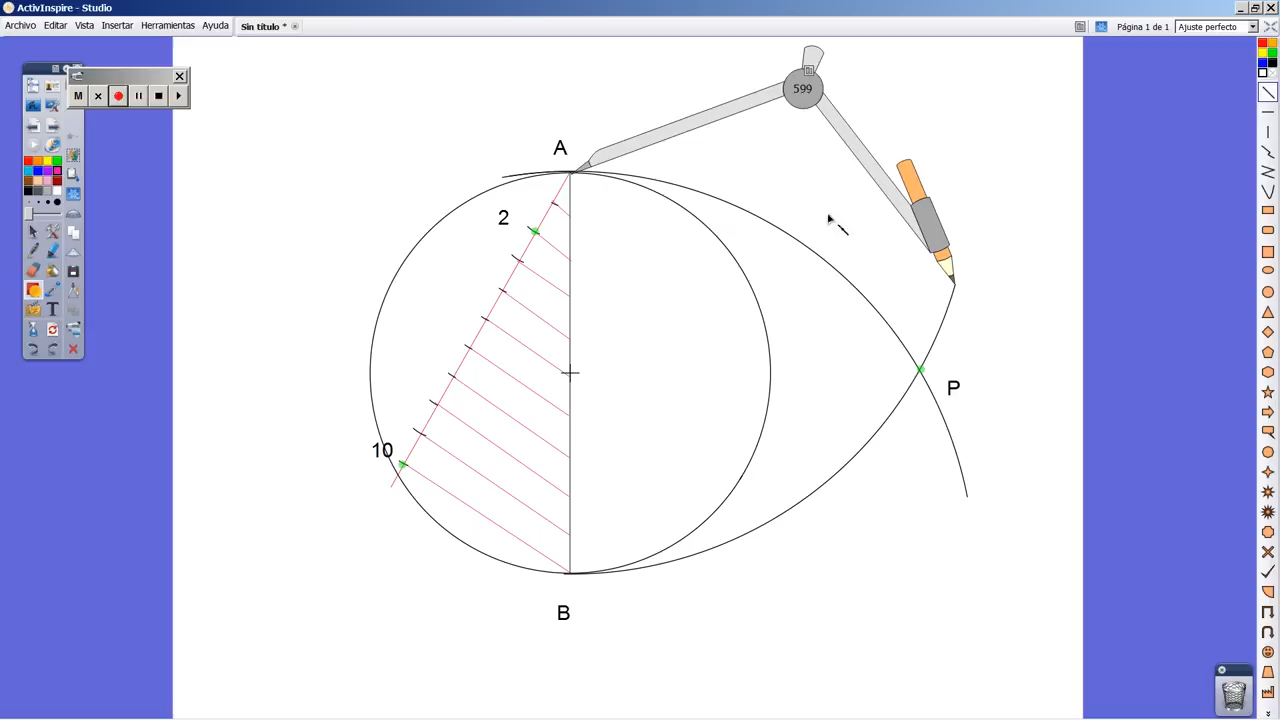 ActivInspire - Studio
Archivo Editar Vista Insertar Herramientas Ayuda
Sin título *
Página 1 de 1
Ajuste perfecto
M
599
A
2
P
10
B
T